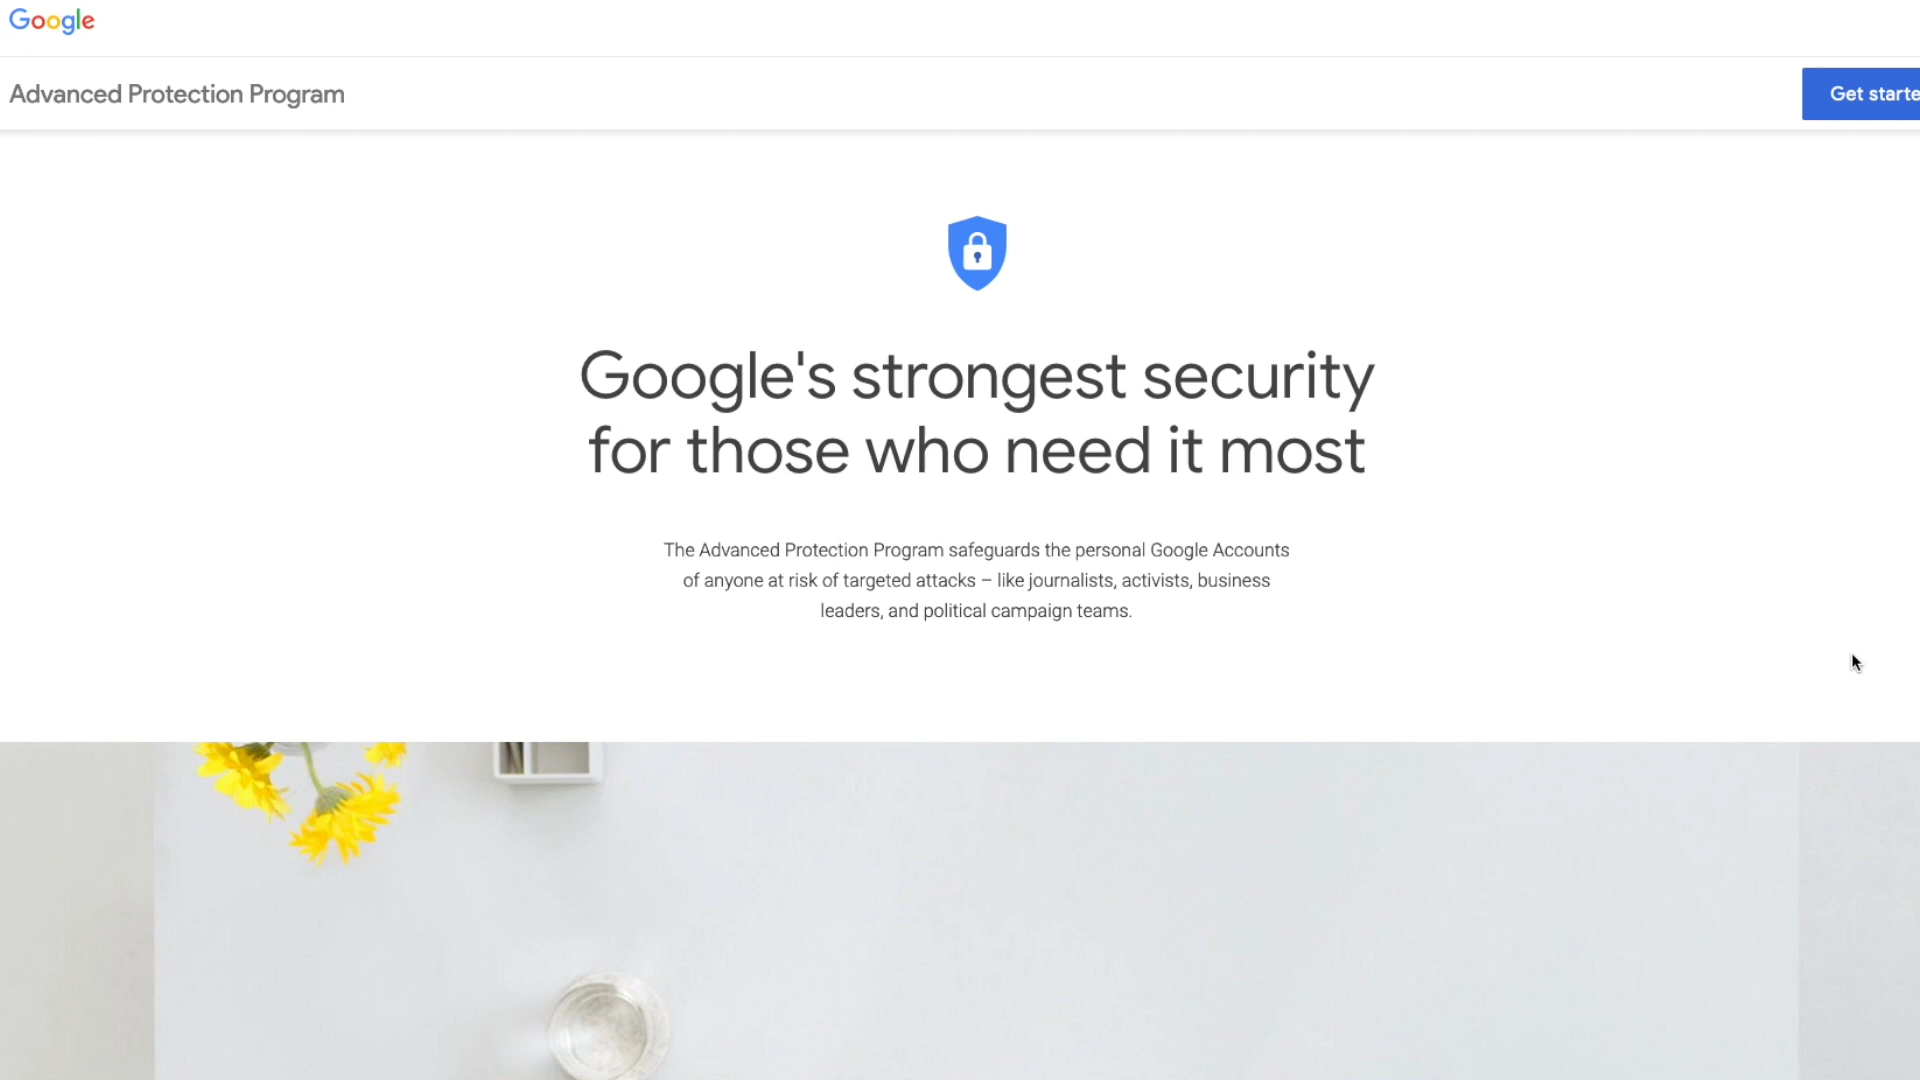 Google
Advanced Protection Program
Get starte
Google's strongest security
for those who need it most
The Advanced Protection Program safeguards the personal Google Accounts
of anyone at risk of targeted attacks – like journalists, activists, business
leaders, and political campaign teams.